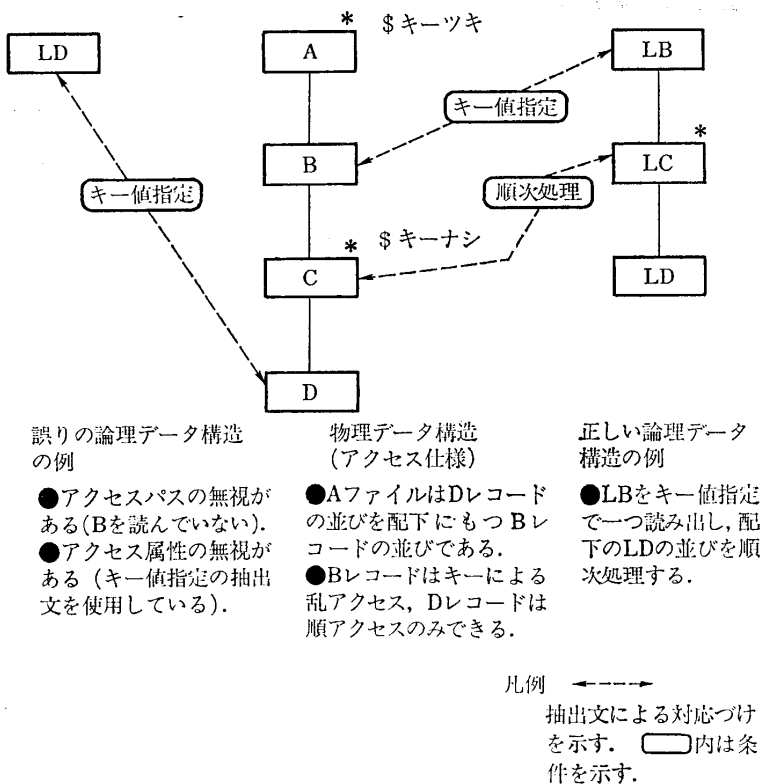 LD
A
* $キーツキ
LB
キー値指定
B
LC
*
キー値指定
順次処理
C
* $キーナシ
LD
D
誤りの論理データ構造
の例
●アクセスパスの無視が
ある(Bを読んでいない).
●アクセス属性の無視が
ある (キー値指定の抽出
文を使用している).
物理データ構造
(アクセス仕様)
●AファイルはDレコード
の並びを配下にもつBレ
コードの並びである.
●Bレコードはキーによる
乱アクセス, Dレコードは
順アクセスのみできる.
正しい論理データ
構造の例
●LBをキー値指定
で一つ読み出し, 配
下のLDの並びを順
次処理する.
凡例
抽出文による対応づけ
を示す. 内は条
件を示す.